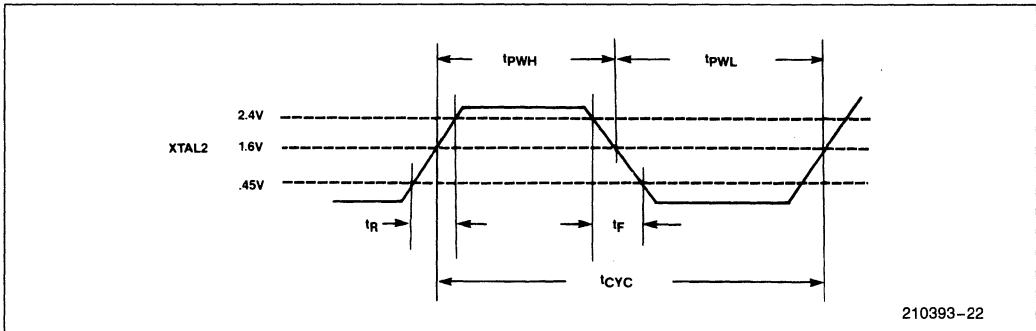 tPWH tPWL
2.4V
XTAL2 1.6V
.45V
tR tF
tCYC
210393-22